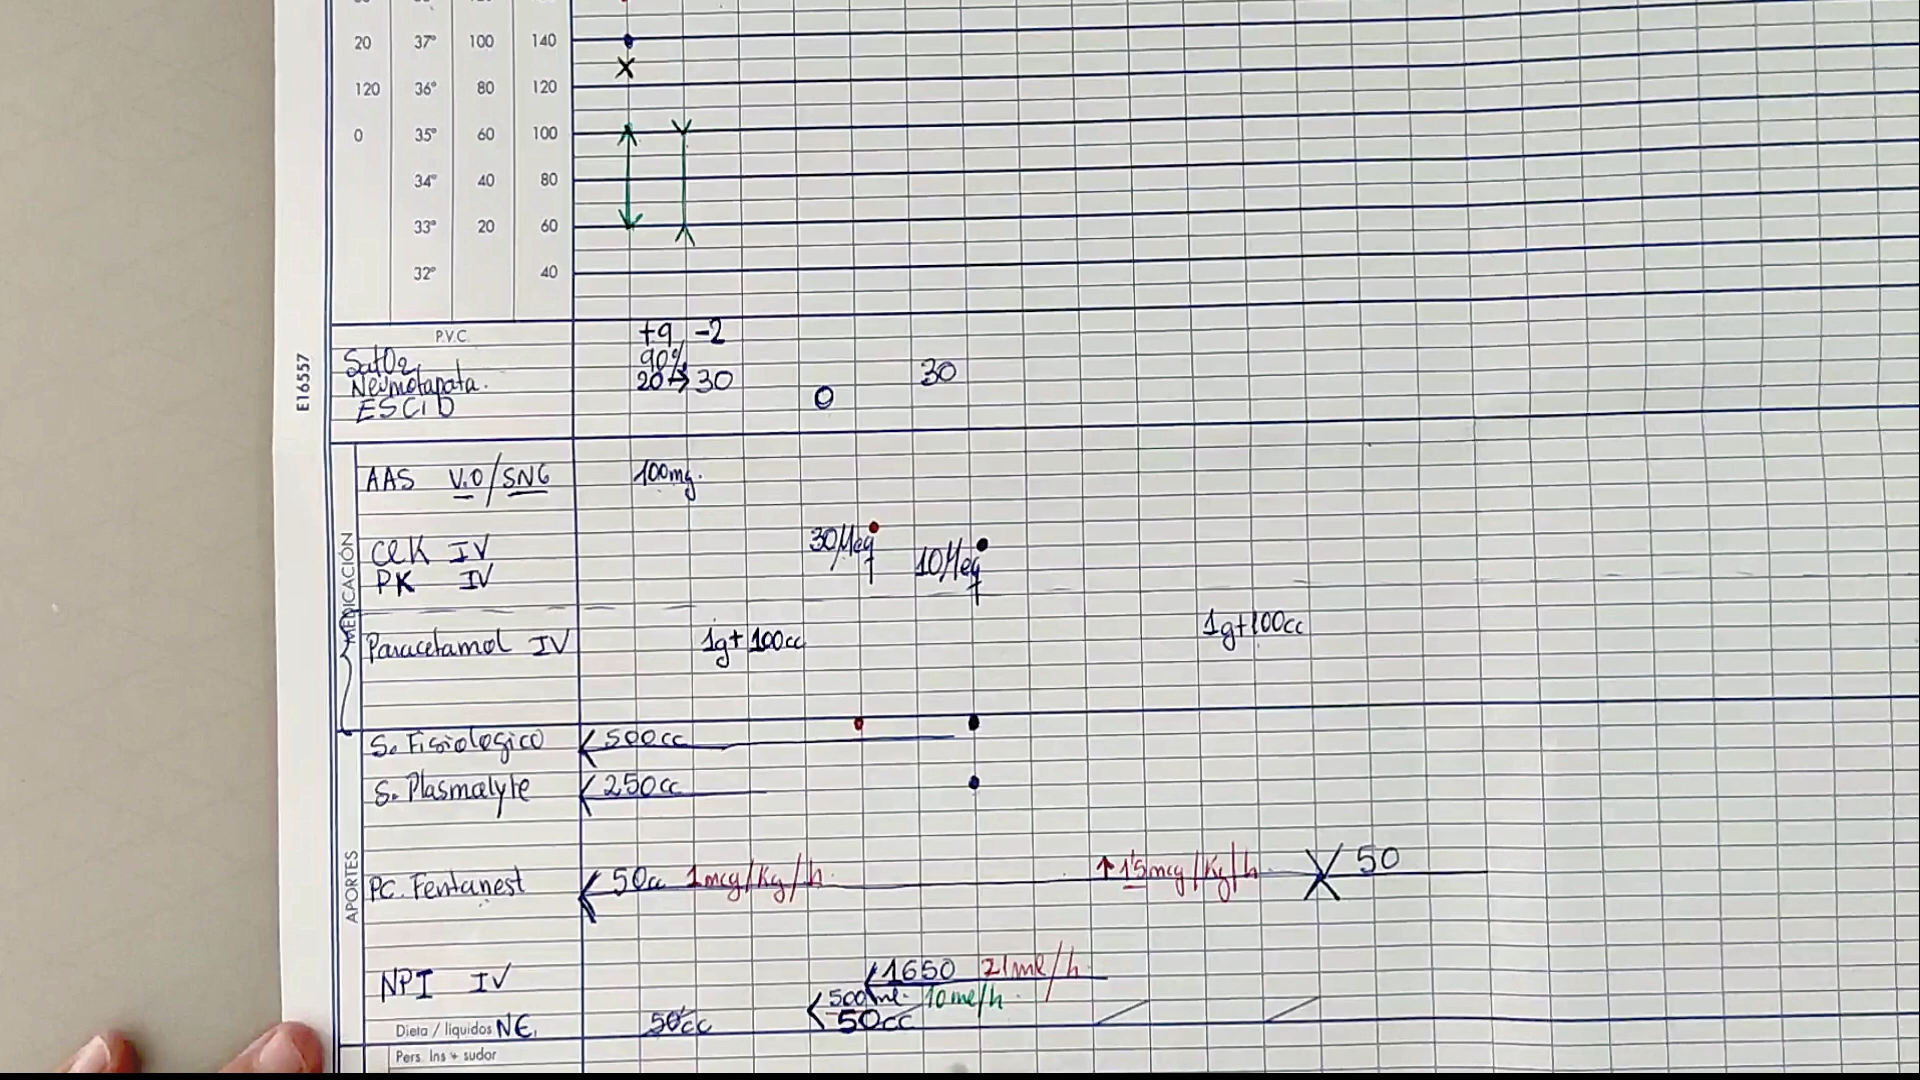 20 37° 100 140
120 36° 80 120
0 35° 60 100
34° 40 80
33° 20 60
32° 40
P.V.C. +9 -2
SatO2 90%
Neumotapata. 20→30 30
ESCID 0
E16557
MEDICACIÓN
AAS V.O/SNG 100mg.
ClK IV 30Meq
PK IV 10Meq
Paracetamol IV 1g+100cc 1g+100cc
APORTES
S. Fisiologico 500cc
S. Plasmalyte 250cc
PC. Fentanest 50cc 1mcg/Kg/h. ↑1'5mcg/Kg/h. 50
NPI IV 1650 21ml/h
500ml. 10ml/h.
Dieta / líquidos NE. 50cc 50cc
Pers. Ins + sudor